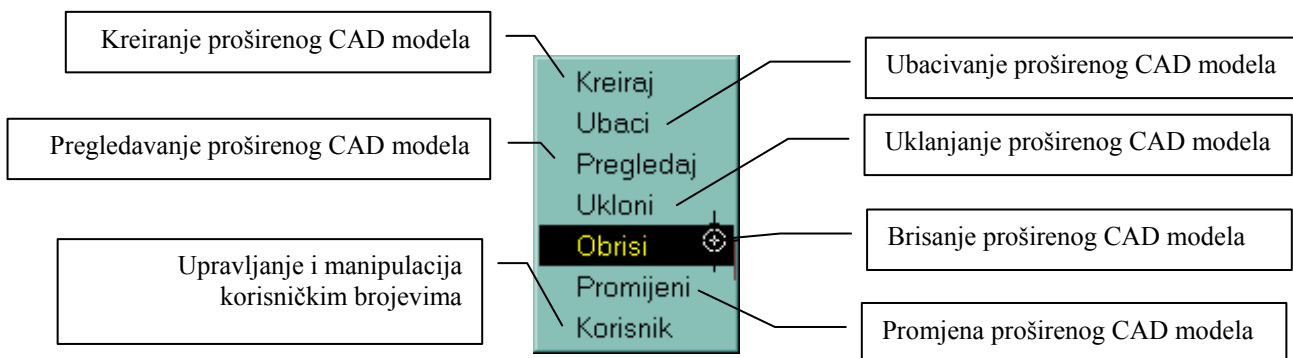 Kreiranje proširenog CAD modela
Pregledavanje proširenog CAD modela
Upravljanje i manipulacija
korisničkim brojevima
Kreiraj
Ubaci
Pregledaj
Ukloni
Obrisi
Promijeni
Korisnik
Ubacivanje proširenog CAD modela
Uklanjanje proširenog CAD modela
Brisanje proširenog CAD modela
Promjena proširenog CAD modela